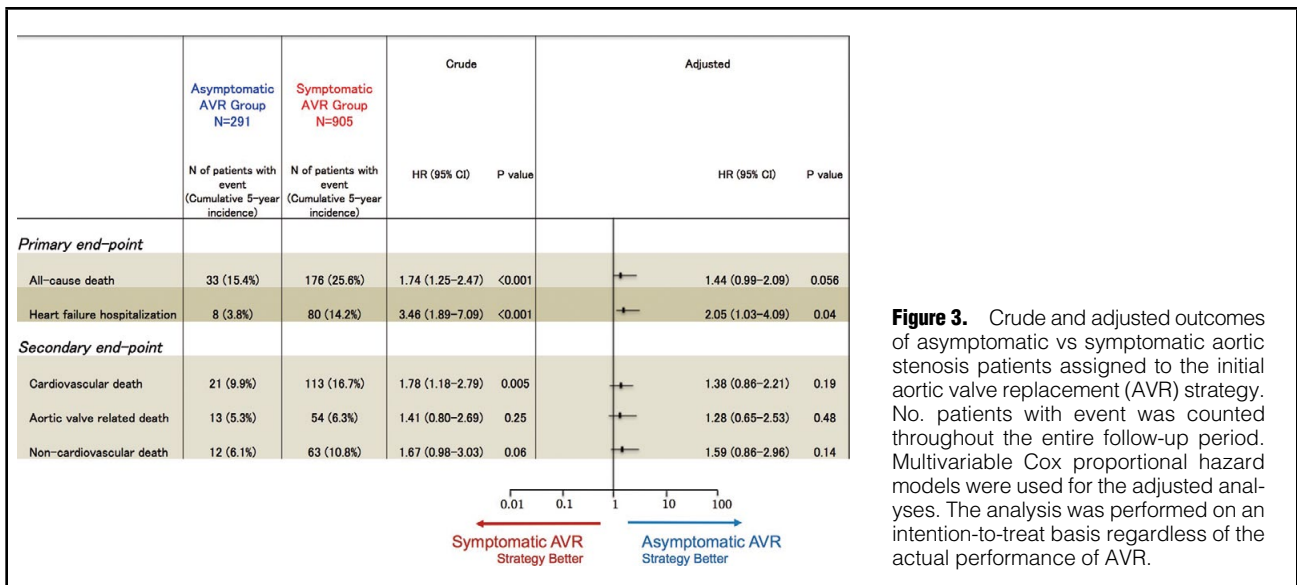 Crude
Adjusted
Asymptomatic
AVR Group
N=291
Symptomatic
AVR Group
N=905
N of patients with
event
(Cumulative 5-year
incidence)
N of patients with
event
(Cumulative 5-year
incidence)
HR (95% CI)
P value
HR (95% CI)
P value
Primary end-point
All-cause death 33 (15.4%) 176 (25.6%) 1.74 (1.25-2.47) <0.001 1.44 (0.99-2.09) 0.056
Heart failure hospitalization 8 (3.8%) 80 (14.2%) 3.46 (1.89-7.09) <0.001 2.05 (1.03-4.09) 0.04
Secondary end-point
Cardiovascular death 21 (9.9%) 113 (16.7%) 1.78 (1.18-2.79) 0.005 1.38 (0.86-2.21) 0.19
Aortic valve related death 13 (5.3%) 54 (6.3%) 1.41 (0.80-2.69) 0.25 1.28 (0.65-2.53) 0.48
Non-cardiovascular death 12 (6.1%) 63 (10.8%) 1.67 (0.98-3.03) 0.06 1.59 (0.86-2.96) 0.14
0.01 0.1 1 10 100
Symptomatic AVR
Strategy Better
Asymptomatic AVR
Strategy Better
Figure 3. Crude and adjusted outcomes
of asymptomatic vs symptomatic aortic
stenosis patients assigned to the initial
aortic valve replacement (AVR) strategy.
No. patients with event was counted
throughout the entire follow-up period.
Multivariable Cox proportional hazard
models were used for the adjusted anal-
yses. The analysis was performed on an
intention-to-treat basis regardless of the
actual performance of AVR.